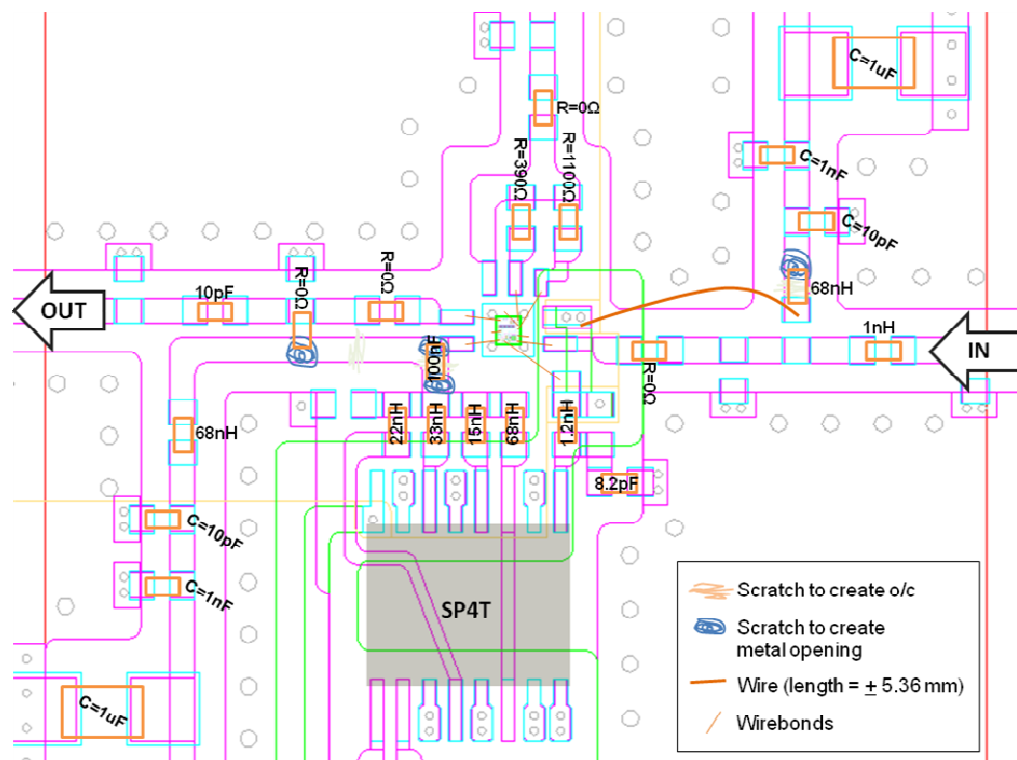 C=1uF
R=0Ω
R=390Ω
R=1100Ω
C=1nF
C=10pF
OUT
10pF
R=0Ω
R=0Ω
68nH
1nH
IN
R=0Ω
100nF
22nH
33nH
15nH
68nH
1.2nH
68nH
8.2pF
C=10pF
C=1nF
SP4T
C=1uF
Scratch to create o/c
Scratch to create
metal opening
Wire (length = ± 5.36 mm)
Wirebonds